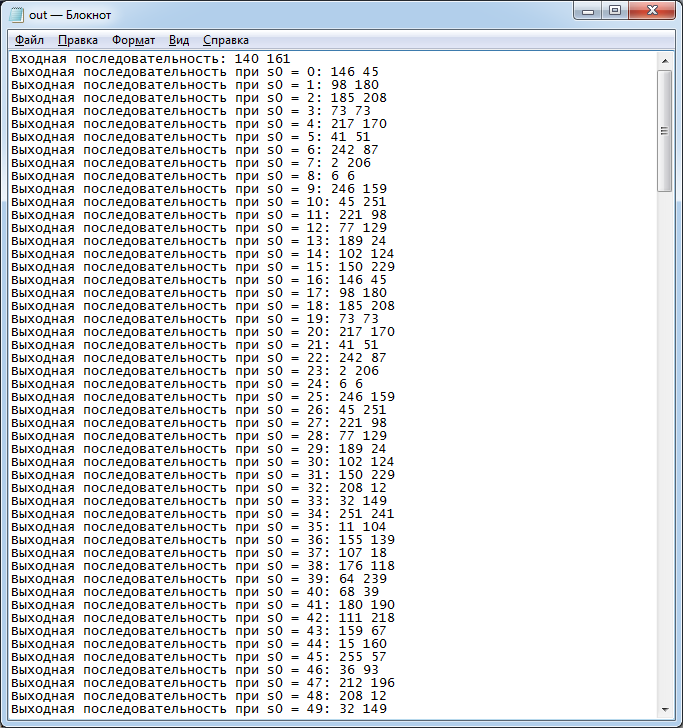 out — Блокнот
Файл Правка Формат Вид Справка
Входная последовательность: 140 161
Выходная последовательность при s0 = 0: 146 45
Выходная последовательность при s0 = 1: 98 180
Выходная последовательность при s0 = 2: 185 208
Выходная последовательность при s0 = 3: 73 73
Выходная последовательность при s0 = 4: 217 170
Выходная последовательность при s0 = 5: 41 51
Выходная последовательность при s0 = 6: 242 87
Выходная последовательность при s0 = 7: 2 206
Выходная последовательность при s0 = 8: 6 6
Выходная последовательность при s0 = 9: 246 159
Выходная последовательность при s0 = 10: 45 251
Выходная последовательность при s0 = 11: 221 98
Выходная последовательность при s0 = 12: 77 129
Выходная последовательность при s0 = 13: 189 24
Выходная последовательность при s0 = 14: 102 124
Выходная последовательность при s0 = 15: 150 229
Выходная последовательность при s0 = 16: 146 45
Выходная последовательность при s0 = 17: 98 180
Выходная последовательность при s0 = 18: 185 208
Выходная последовательность при s0 = 19: 73 73
Выходная последовательность при s0 = 20: 217 170
Выходная последовательность при s0 = 21: 41 51
Выходная последовательность при s0 = 22: 242 87
Выходная последовательность при s0 = 23: 2 206
Выходная последовательность при s0 = 24: 6 6
Выходная последовательность при s0 = 25: 246 159
Выходная последовательность при s0 = 26: 45 251
Выходная последовательность при s0 = 27: 221 98
Выходная последовательность при s0 = 28: 77 129
Выходная последовательность при s0 = 29: 189 24
Выходная последовательность при s0 = 30: 102 124
Выходная последовательность при s0 = 31: 150 229
Выходная последовательность при s0 = 32: 208 12
Выходная последовательность при s0 = 33: 32 149
Выходная последовательность при s0 = 34: 251 241
Выходная последовательность при s0 = 35: 11 104
Выходная последовательность при s0 = 36: 155 139
Выходная последовательность при s0 = 37: 107 18
Выходная последовательность при s0 = 38: 176 118
Выходная последовательность при s0 = 39: 64 239
Выходная последовательность при s0 = 40: 68 39
Выходная последовательность при s0 = 41: 180 190
Выходная последовательность при s0 = 42: 111 218
Выходная последовательность при s0 = 43: 159 67
Выходная последовательность при s0 = 44: 15 160
Выходная последовательность при s0 = 45: 255 57
Выходная последовательность при s0 = 46: 36 93
Выходная последовательность при s0 = 47: 212 196
Выходная последовательность при s0 = 48: 208 12
Выходная последовательность при s0 = 49: 32 149